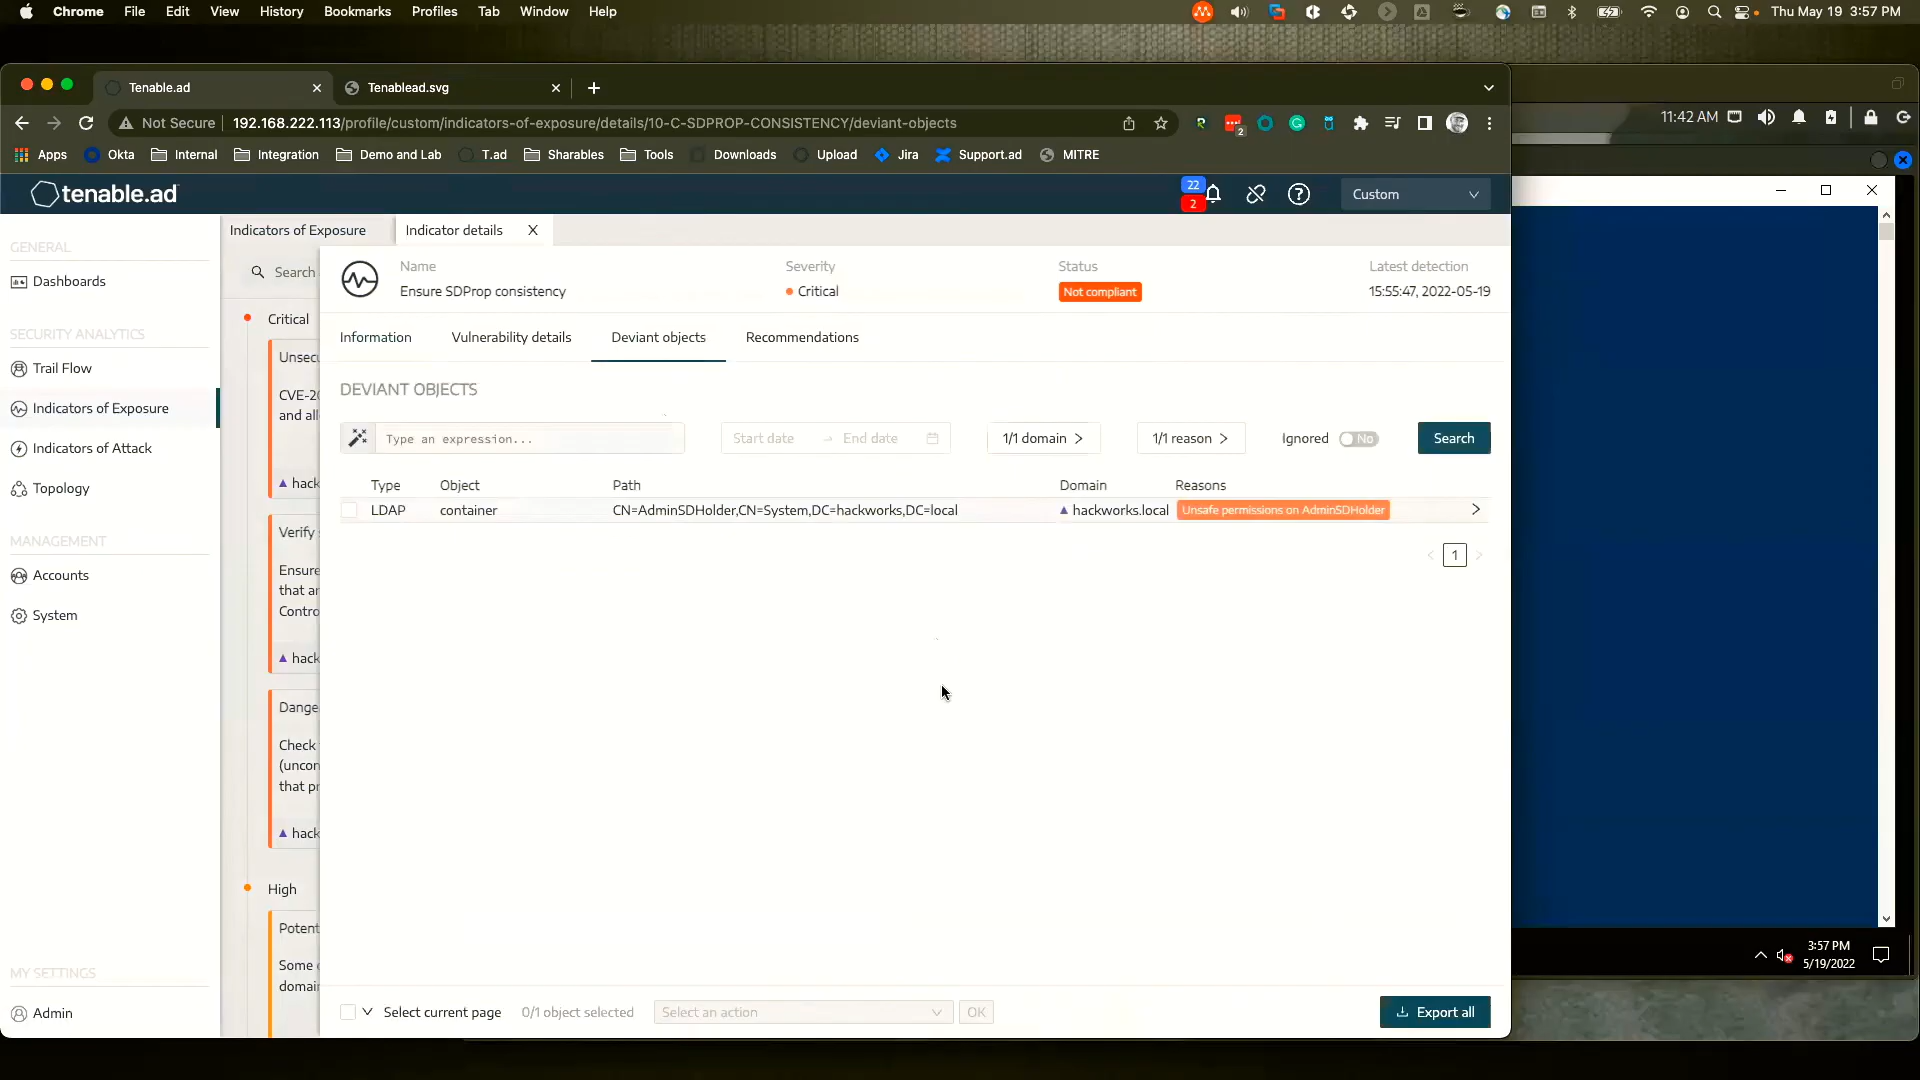 Chrome File Edit View History Bookmarks Profiles Tab Window Help
Thu May 19 3:57 PM
Tenable.ad
Tenablead.svg
Not Secure
192.168.222.113/profile/custom/indicators-of-exposure/details/10-C-SDPROP-CONSISTENCY/deviant-objects
2
11:42 AM
Apps Okta Internal Integration Demo and Lab T.ad Sharables Tools Downloads Upload Jira Support.ad MITRE
tenable.ad
22
2
Custom
GENERAL
Dashboards
SECURITY ANALYTICS
Trail Flow
Indicators of Exposure
Indicators of Attack
Topology
MANAGEMENT
Accounts
System
MY SETTINGS
Admin
Indicators of Exposure
Indicator details
Search
Critical
Unsecu
CVE-20
and all
hack
Verify
Ensure
that ar
Contro
hack
Dange
Check
(uncor
that pr
hack
High
Potent
Some
domai
Name
Ensure SDProp consistency
Severity
Critical
Status
Not compliant
Latest detection
15:55:47, 2022-05-19
Information Vulnerability details Deviant objects Recommendations
DEVIANT OBJECTS
Type an expression...
Start date → End date
1/1 domain >
1/1 reason >
Ignored No
Search
Type Object Path Domain Reasons
LDAP container CN=AdminSDHolder,CN=System,DC=hackworks,DC=local hackworks.local Unsafe permissions on AdminSDHolder
1
Select current page 0/1 object selected Select an action OK
Export all
3:57 PM
5/19/2022